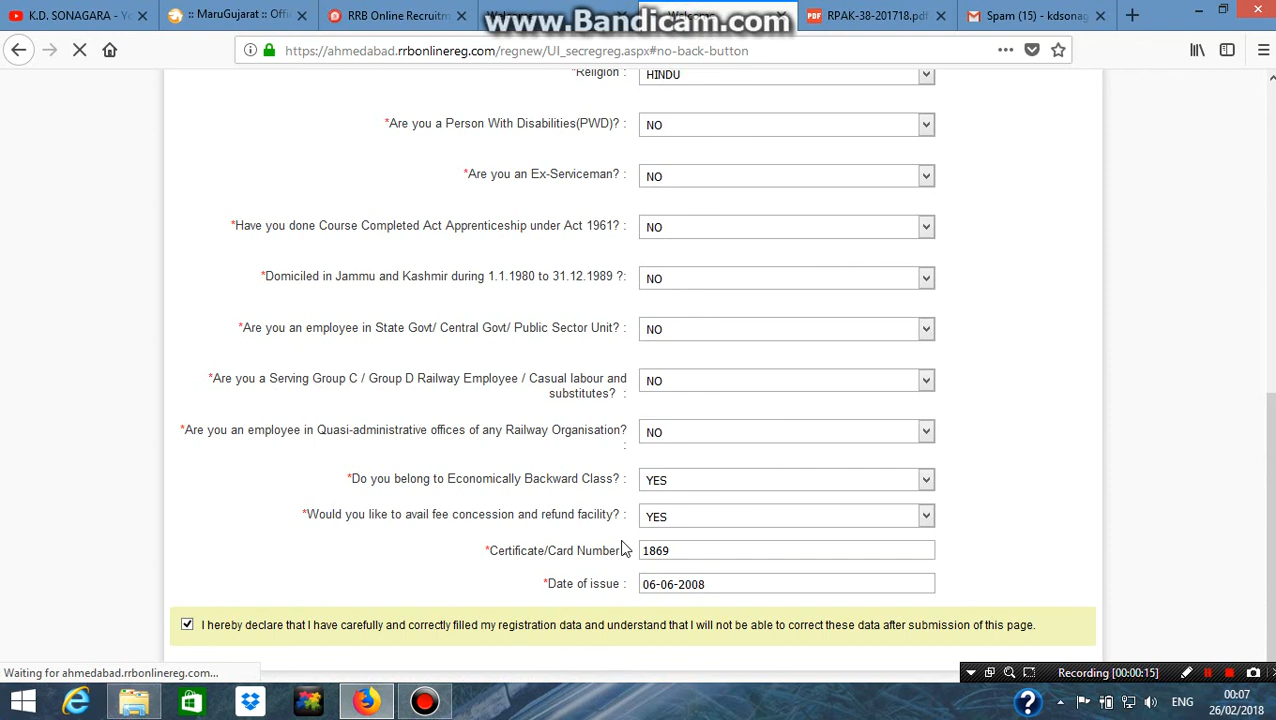 K.D. SONAGARA - Yo
:: MaruGujarat :: Offi
RRB Online Recruitm
www.Bandicam.com
RPAK-38-201718.pdf
Spam (15) - kdsonag
https://ahmedabad.rrbonlinereg.com/regnew/UI_secregreg.aspx#no-back-button
*Religion : HINDU
*Are you a Person With Disabilities(PWD)? : NO
*Are you an Ex-Serviceman? : NO
*Have you done Course Completed Act Apprenticeship under Act 1961? : NO
*Domiciled in Jammu and Kashmir during 1.1.1980 to 31.12.1989 ?: NO
*Are you an employee in State Govt/ Central Govt/ Public Sector Unit? : NO
*Are you a Serving Group C / Group D Railway Employee / Casual labour and
substitutes? : NO
*Are you an employee in Quasi-administrative offices of any Railway Organisation?
: NO
*Do you belong to Economically Backward Class? : YES
*Would you like to avail fee concession and refund facility? : YES
*Certificate/Card Number 1869
*Date of issue : 06-06-2008
I hereby declare that I have carefully and correctly filled my registration data and understand that I will not be able to correct these data after submission of this page.
Waiting for ahmedabad.rrbonlinereg.com...
Recording [00:00:15]
ENG
00:07
26/02/2018